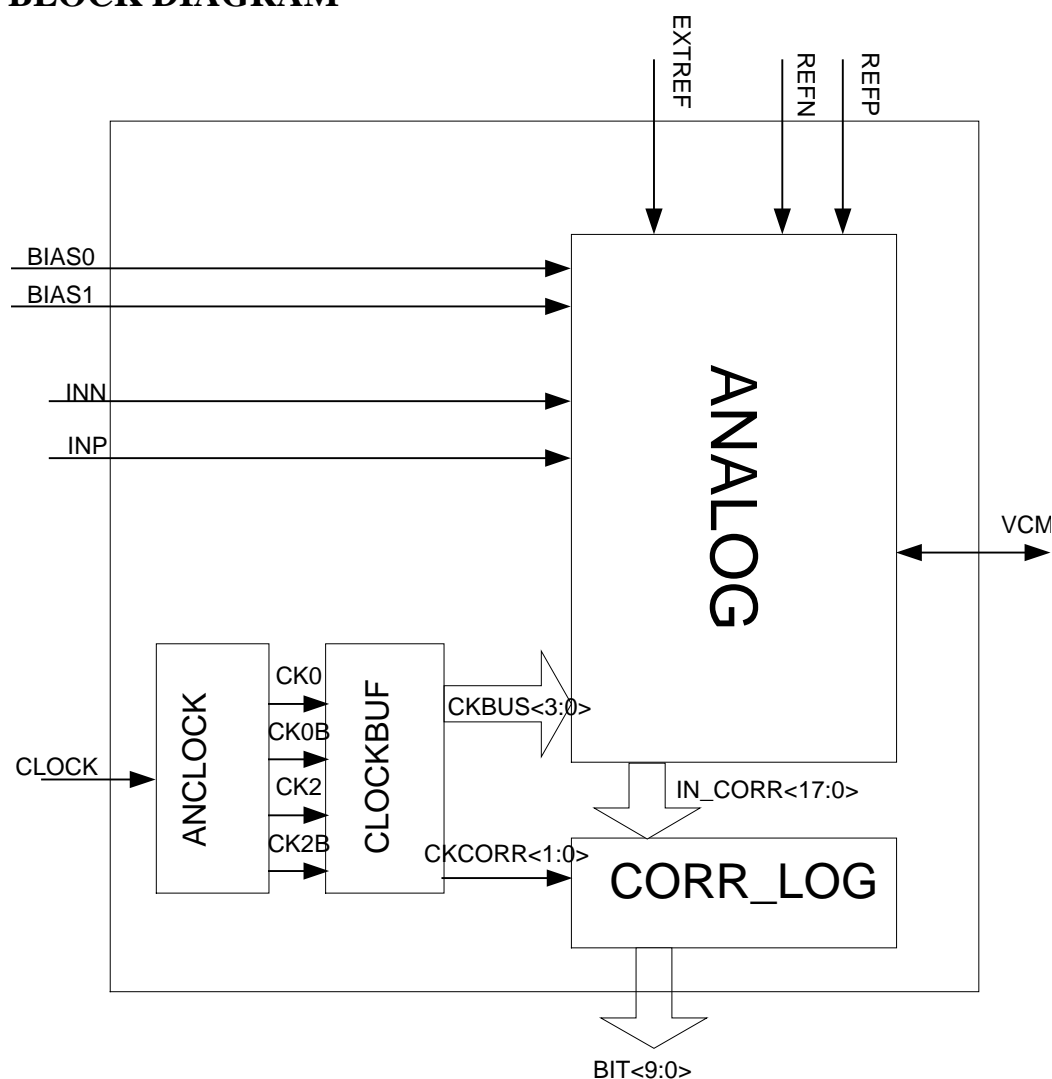 BLOCK DIAGRAM
EXTREF
REFN
REFP
BIAS0
BIAS1
INN
INP
ANALOG
VCM
CLOCK
ANCLOCK
CK0
CK0B
CK2
CK2B
CLOCKBUF
CKBUS<3:0>
CKCORR<1:0>
IN_CORR<17:0>
CORR_LOG
BIT<9:0>